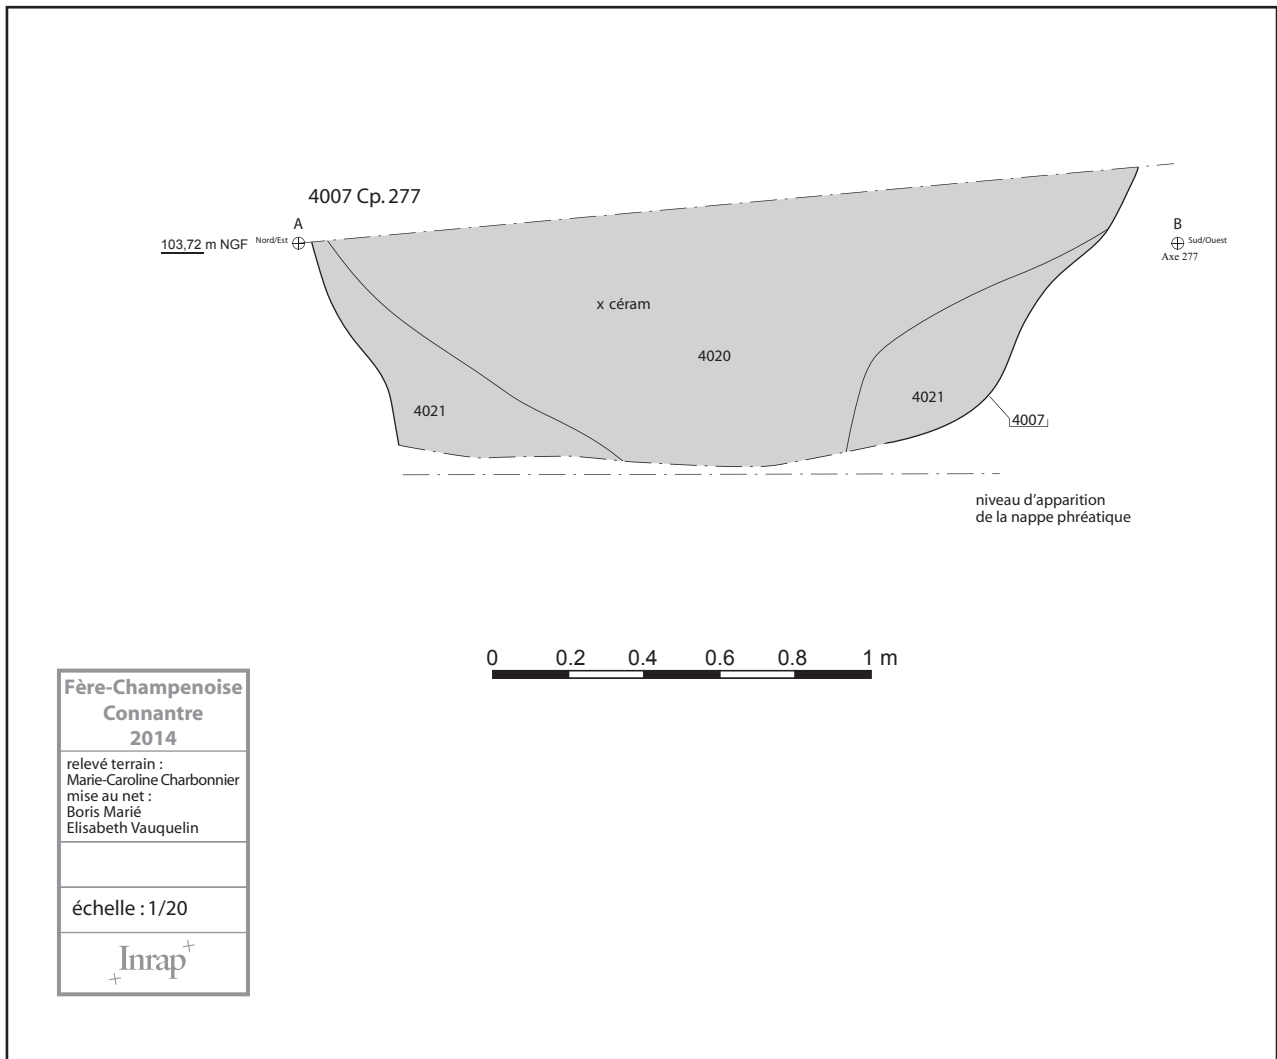 4007 Cp. 277
A
B
103,72 m NGF
Nord/Est
Sud/Ouest
Axe 277
x céram
4020
4021
4021
4007
niveau d'apparition
de la nappe phréatique
0 0.2 0.4 0.6 0.8 1 m
Fère-Champenoise
Connantre
2014
relevé terrain :
Marie-Caroline Charbonnier
mise au net :
Boris Marié
Elisabeth Vauquelin
échelle : 1/20
Inrap